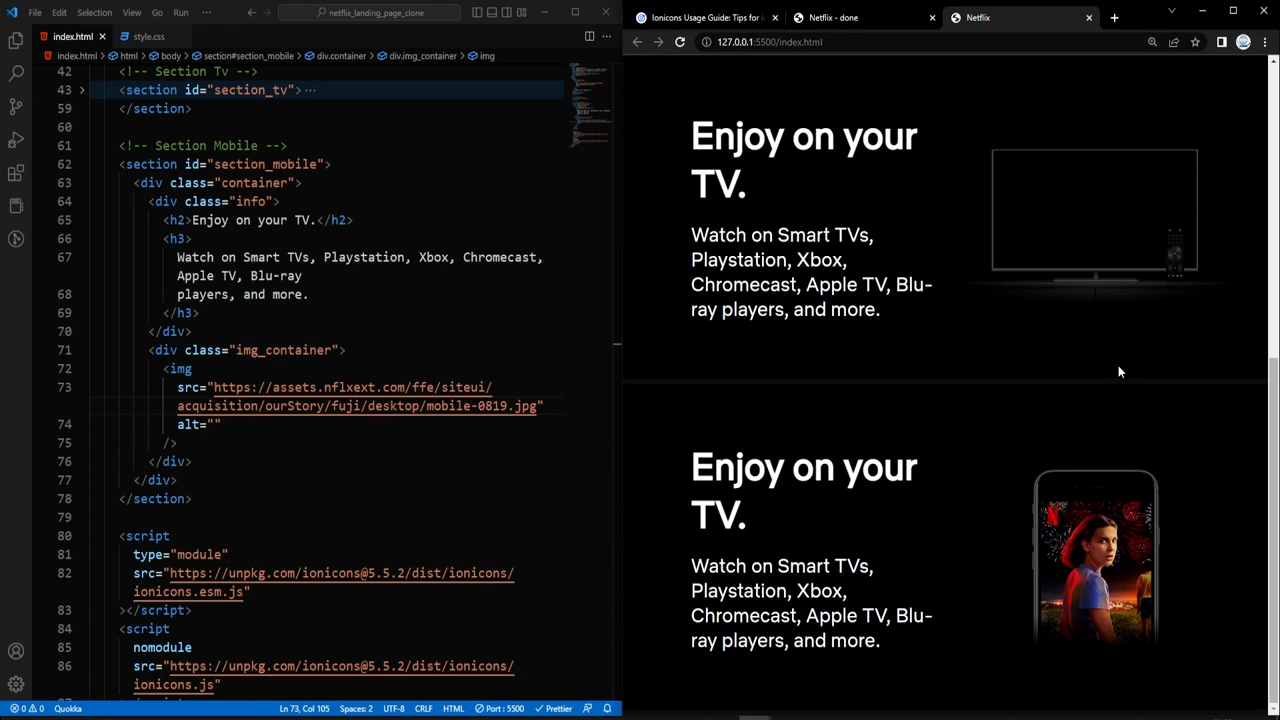 File Edit Selection View Go Run ···
netflix_landing_page_clone
index.html
style.css
index.html > html > body > section#section_mobile > div.container > div.img_container > img
42 <!-- Section Tv -->
43 <section id="section_tv"> ···
59 </section>
60
61 <!-- Section Mobile -->
62 <section id="section_mobile">
63 <div class="container">
64 <div class="info">
65 <h2>Enjoy on your TV.</h2>
66 <h3>
67 Watch on Smart TVs, Playstation, Xbox, Chromecast,
Apple TV, Blu-ray
68 players, and more.
69 </h3>
70 </div>
71 <div class="img_container">
72 <img
73 src="https://assets.nflxext.com/ffe/siteui/
acquisition/ourStory/fuji/desktop/mobile-0819.jpg"
74 alt=""
75 />
76 </div>
77 </div>
78 </section>
79
80 <script
81 type="module"
82 src="https://unpkg.com/ionicons@5.5.2/dist/ionicons/
ionicons.esm.js"
83 ></script>
84 <script
85 nomodule
86 src="https://unpkg.com/ionicons@5.5.2/dist/ionicons/
ionicons.js"
0 0 Quokka Ln 73, Col 105 Spaces: 2 UTF-8 CRLF HTML Port : 5500 Prettier
Ionicons Usage Guide: Tips for i
Netflix - done
Netflix
127.0.0.1:5500/index.html
Enjoy on your
TV.
Watch on Smart TVs,
Playstation, Xbox,
Chromecast, Apple TV, Blu-
ray players, and more.
Enjoy on your
TV.
Watch on Smart TVs,
Playstation, Xbox,
Chromecast, Apple TV, Blu-
ray players, and more.
N